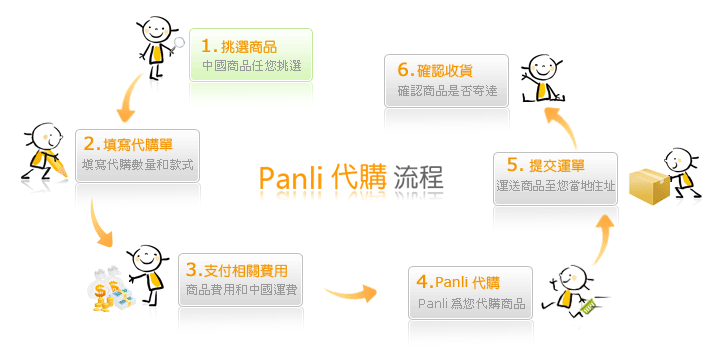 1. 挑選商品
中國商品任您挑選
2. 填寫代購單
填寫代購數量和款式
3.支付相關費用
商品費用和中國運費
4.Panli 代購
Panli 爲您代購商品
5. 提交運單
運送商品至您當地住址
6. 確認收貨
確認商品是否寄達
Panli 代購 流程